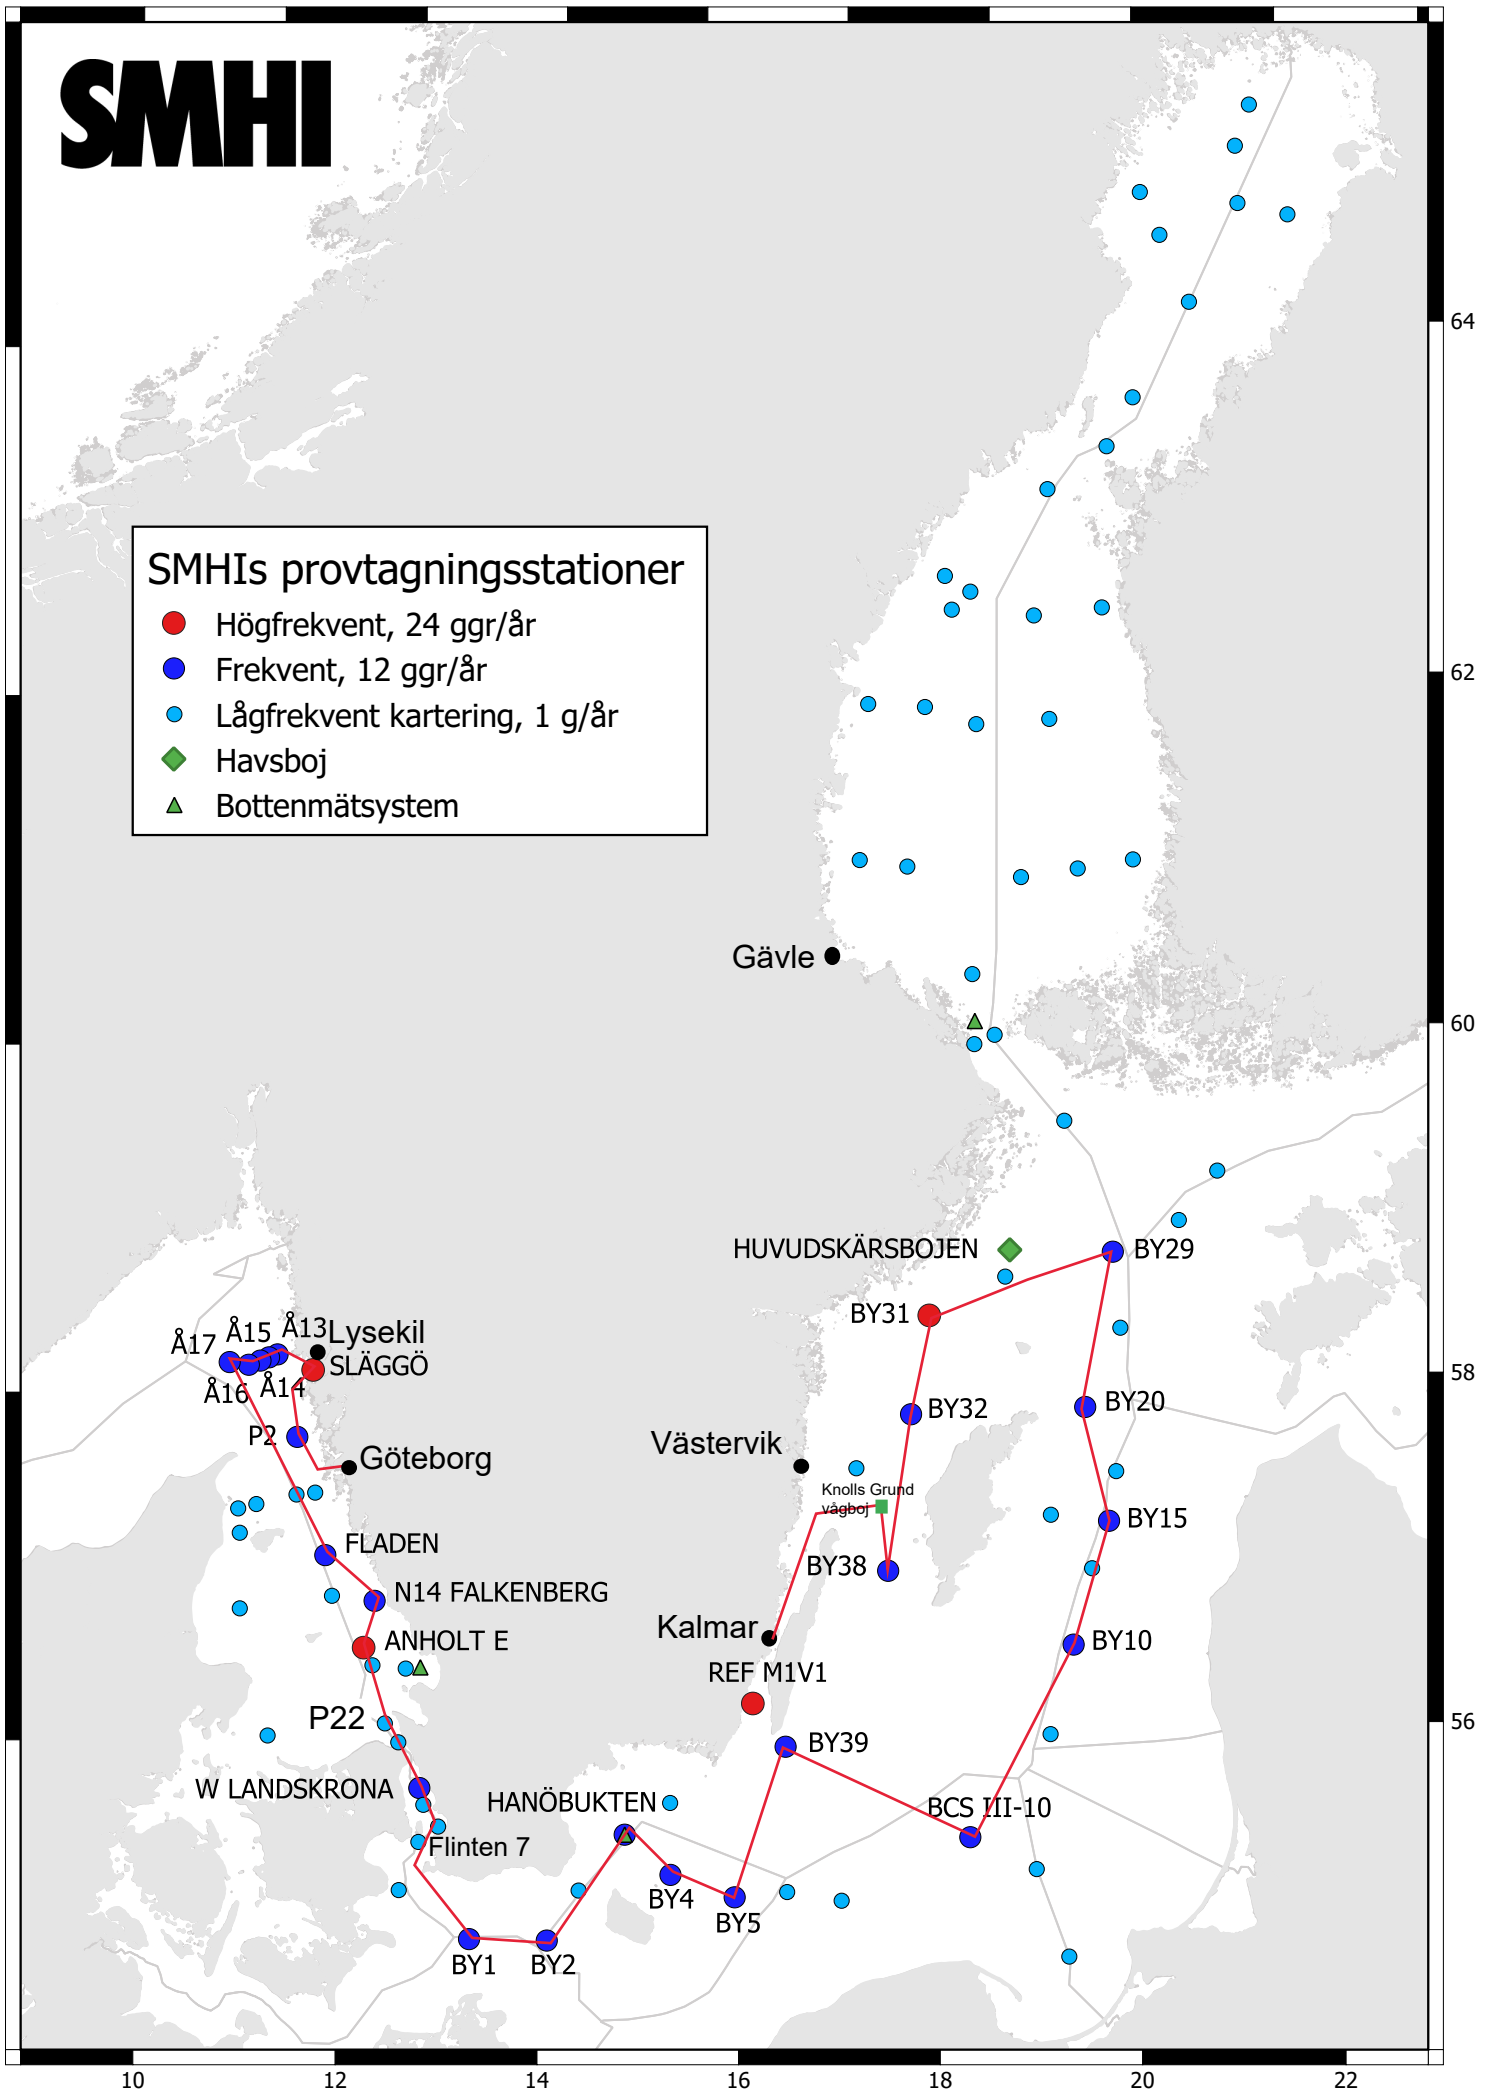 SMHI
64
SMHIs provtagningsstationer
Högfrekvent, 24 ggr/år
Frekvent, 12 ggr/år
Lågfrekvent kartering, 1 g/år
Havsboj
Bottenmätsystem
62
Gävle
60
HUVUDSKÄRSBOJEN
BY29
BY31
Å17
Å15
Å13
Lysekil
SLÄGGÖ
58
Å16
Å14
BY32
BY20
P2
Göteborg
Västervik
Knolls Grund
vågboj
BY15
FLADEN
BY38
N14 FALKENBERG
Kalmar
ANHOLT E
BY10
REF M1V1
P22
56
BY39
W LANDSKRONA
HANÖBUKTEN
BCS III-10
Flinten 7
BY4
BY5
BY1
BY2
10
12
14
16
18
20
22